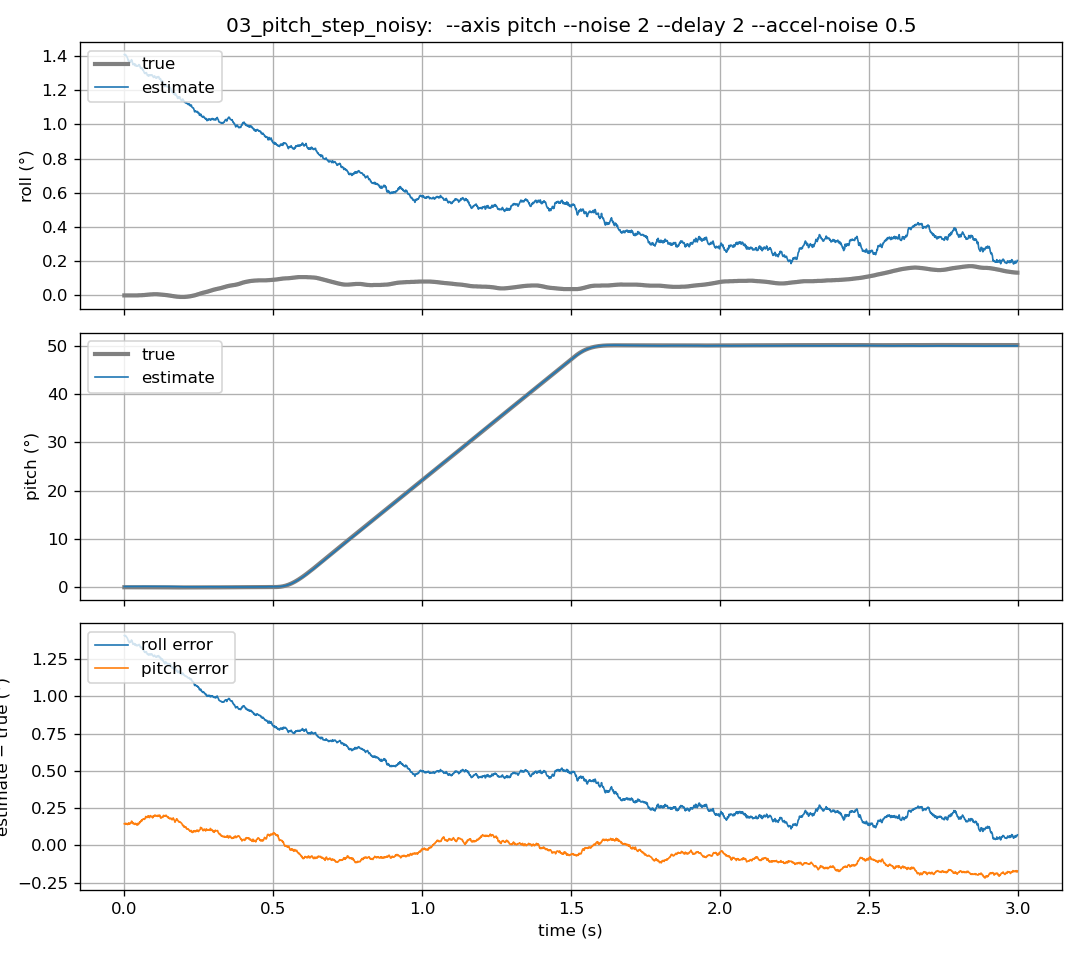 03_pitch_step_noisy:  --axis pitch --noise 2 --delay 2 --accel-noise 0.5
1.4
1.2
1.0
0.8
0.6
0.4
0.2
0.0
roll (°)
true
estimate
50
40
30
20
10
0
pitch (°)
true
estimate
1.25
1.00
0.75
0.50
0.25
0.00
−0.25
estimate − true (°)
roll error
pitch error
0.0
0.5
1.0
1.5
2.0
2.5
3.0
time (s)